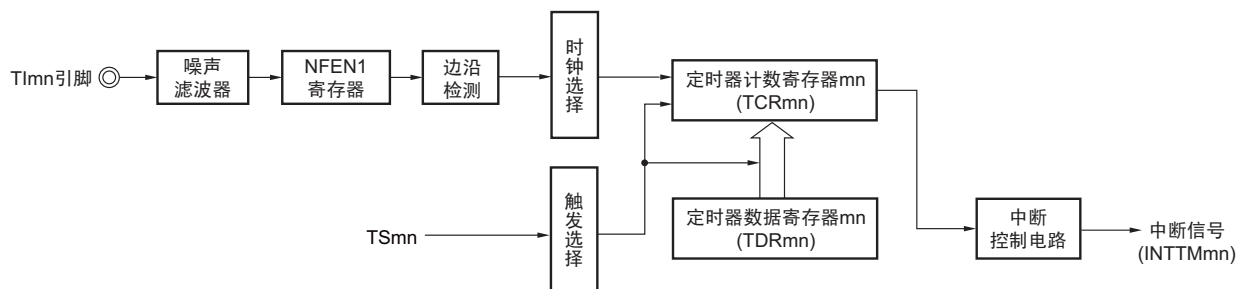 TImn引脚
噪声
滤波器
NFEN1
寄存器
边沿
检测
时钟选择
定时器计数寄存器mn
(TCRmn)
TSmn
触发选择
定时器数据寄存器mn
(TDRmn)
中断
控制电路
中断信号
(INTTMmn)